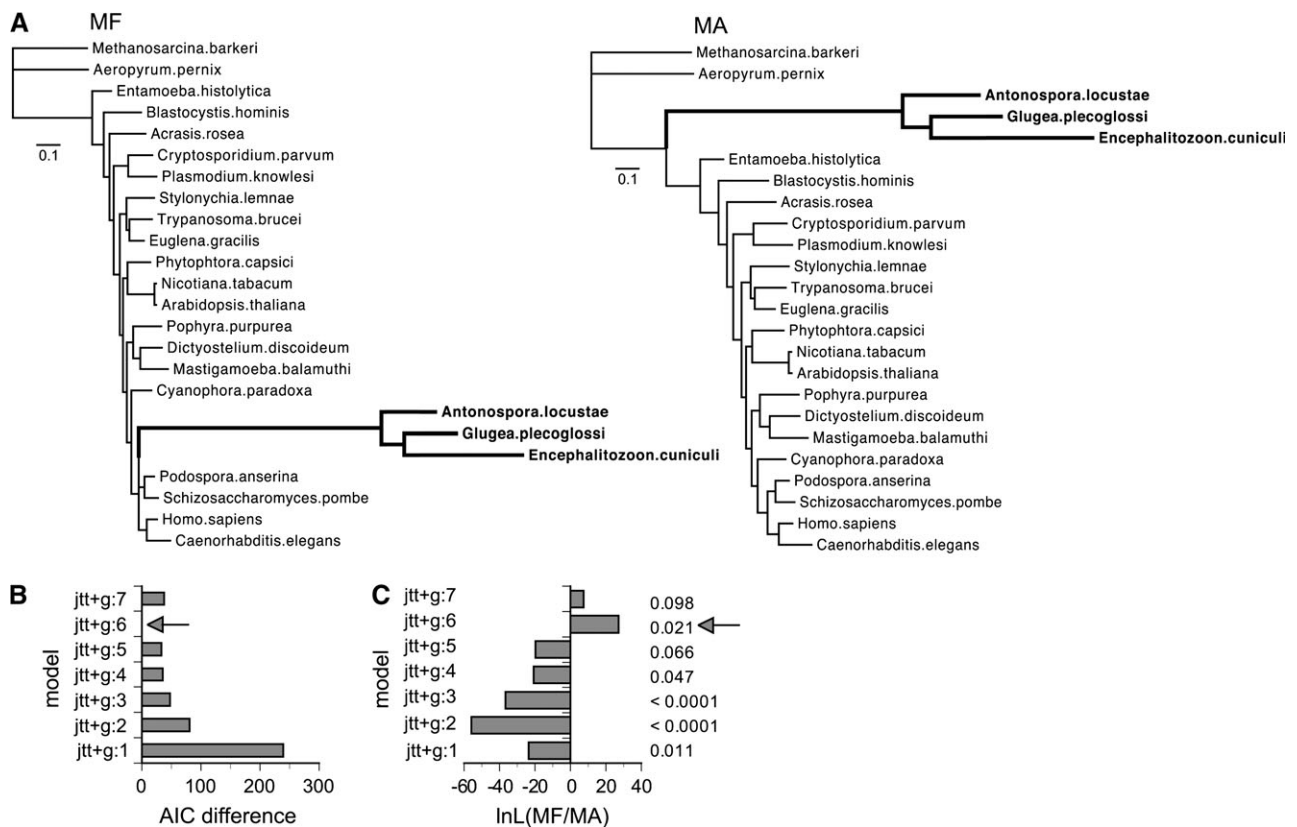 A
MF
Methanosarcina.barkeri
Aeropyrum.pernix
Entamoeba.histolytica
Blastocystis.hominis
Acrasis.rosea
Cryptosporidium.parvum
Plasmodium.knowlesi
Stylonychia.lemnae
Trypanosoma.brucei
Euglena.gracilis
Phytophtora.capsici
Nicotiana.tabacum
Arabidopsis.thaliana
Pophyra.purpurea
Dictyostelium.discoideum
Mastigamoeba.balamuthi
Cyanophora.paradoxa
Antonospora.locustae
Glugea.plecoglossi
Encephalitozoon.cuniculi
Podospora.anserina
Schizosaccharomyces.pombe
Homo.sapiens
Caenorhabditis.elegans
0.1
MA
Methanosarcina.barkeri
Aeropyrum.pernix
Antonospora.locustae
Glugea.plecoglossi
Encephalitozoon.cuniculi
0.1
Entamoeba.histolytica
Blastocystis.hominis
Acrasis.rosea
Cryptosporidium.parvum
Plasmodium.knowlesi
Stylonychia.lemnae
Trypanosoma.brucei
Euglena.gracilis
Phytophtora.capsici
Nicotiana.tabacum
Arabidopsis.thaliana
Pophyra.purpurea
Dictyostelium.discoideum
Mastigamoeba.balamuthi
Cyanophora.paradoxa
Podospora.anserina
Schizosaccharomyces.pombe
Homo.sapiens
Caenorhabditis.elegans
B
model
jtt+g:7
jtt+g:6
jtt+g:5
jtt+g:4
jtt+g:3
jtt+g:2
jtt+g:1
0 100 200 300
AIC difference
C
model
jtt+g:7 0.098
jtt+g:6 0.021
jtt+g:5 0.066
jtt+g:4 0.047
jtt+g:3 < 0.0001
jtt+g:2 < 0.0001
jtt+g:1 0.011
-60 -40 -20 0 20 40
lnL(MF/MA)